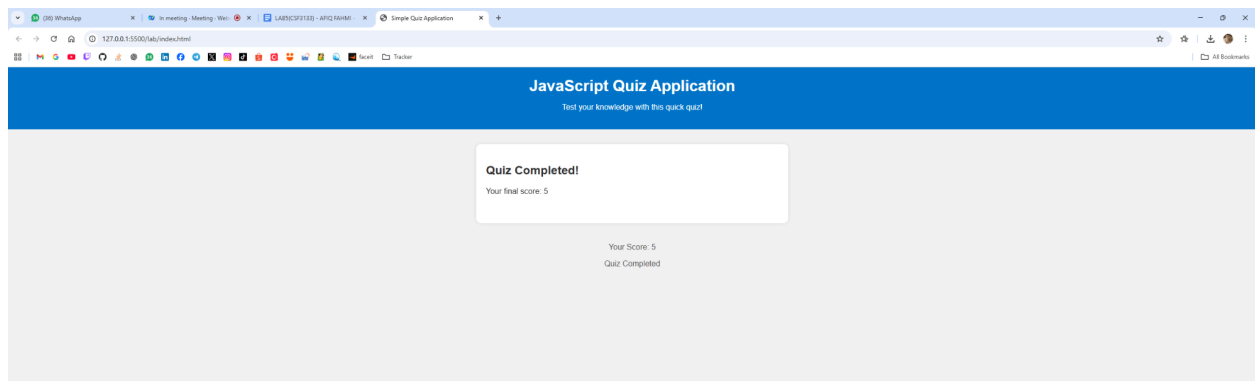 (36) WhatsApp
In meeting - Meeting - Web
LAB5(CSF3133) - AFIQ FAHMI
Simple Quiz Application
127.0.0.1:5500/lab/index.html
faceit
Tracker
All Bookmarks
JavaScript Quiz Application
Test your knowledge with this quick quiz!
Quiz Completed!
Your final score: 5
Your Score: 5
Quiz Completed